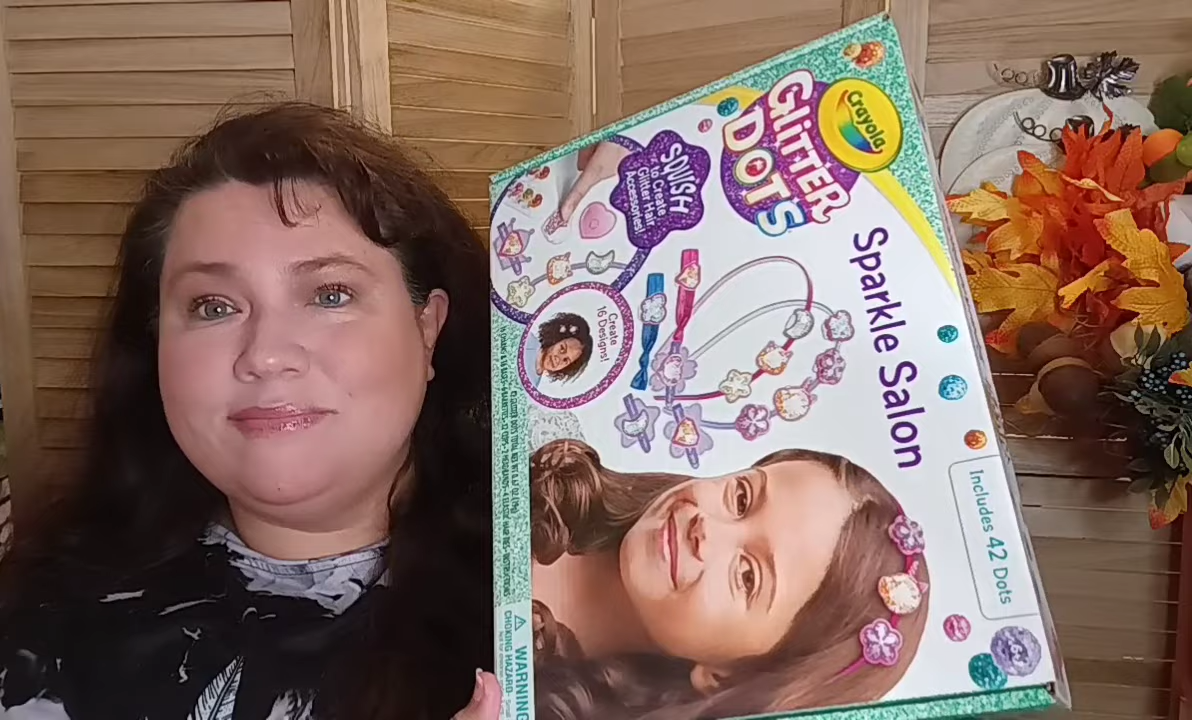 Crayola
GLITTER
DOTS
Sparkle Salon
SQUISH
to Create
Glitter Hair
Accessories!
Create
16 Designs!
Includes 42 Dots
WARNING
CHOKING HAZARD-